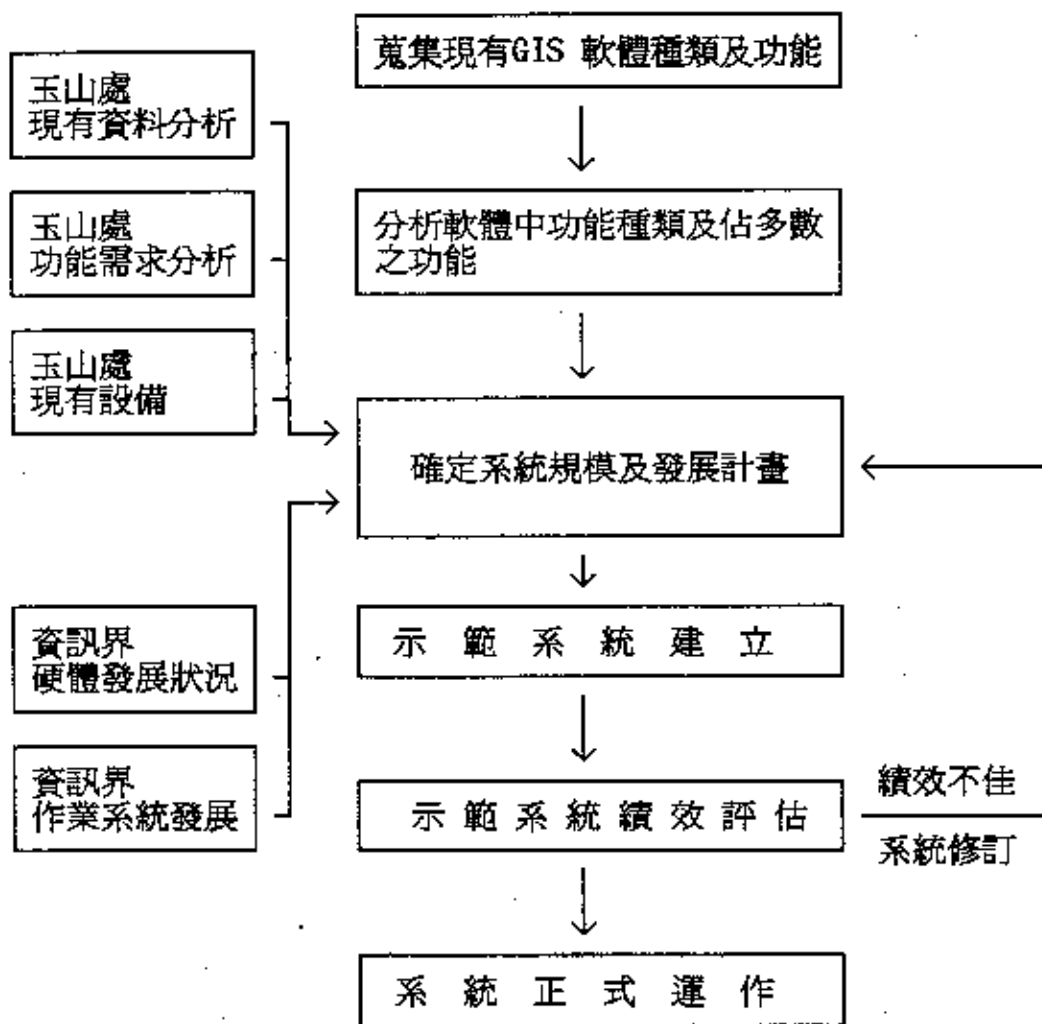 蒐集現有GIS 軟體種類及功能
玉山處
現有資料分析
分析軟體中功能種類及佔多數
之功能
玉山處
功能需求分析
玉山處
現有設備
確定系統規模及發展計畫
資訊界
硬體發展狀況
示範系統建立
資訊界
作業系統發展
示範系統績效評估
績效不佳
系統修訂
系統正式運作